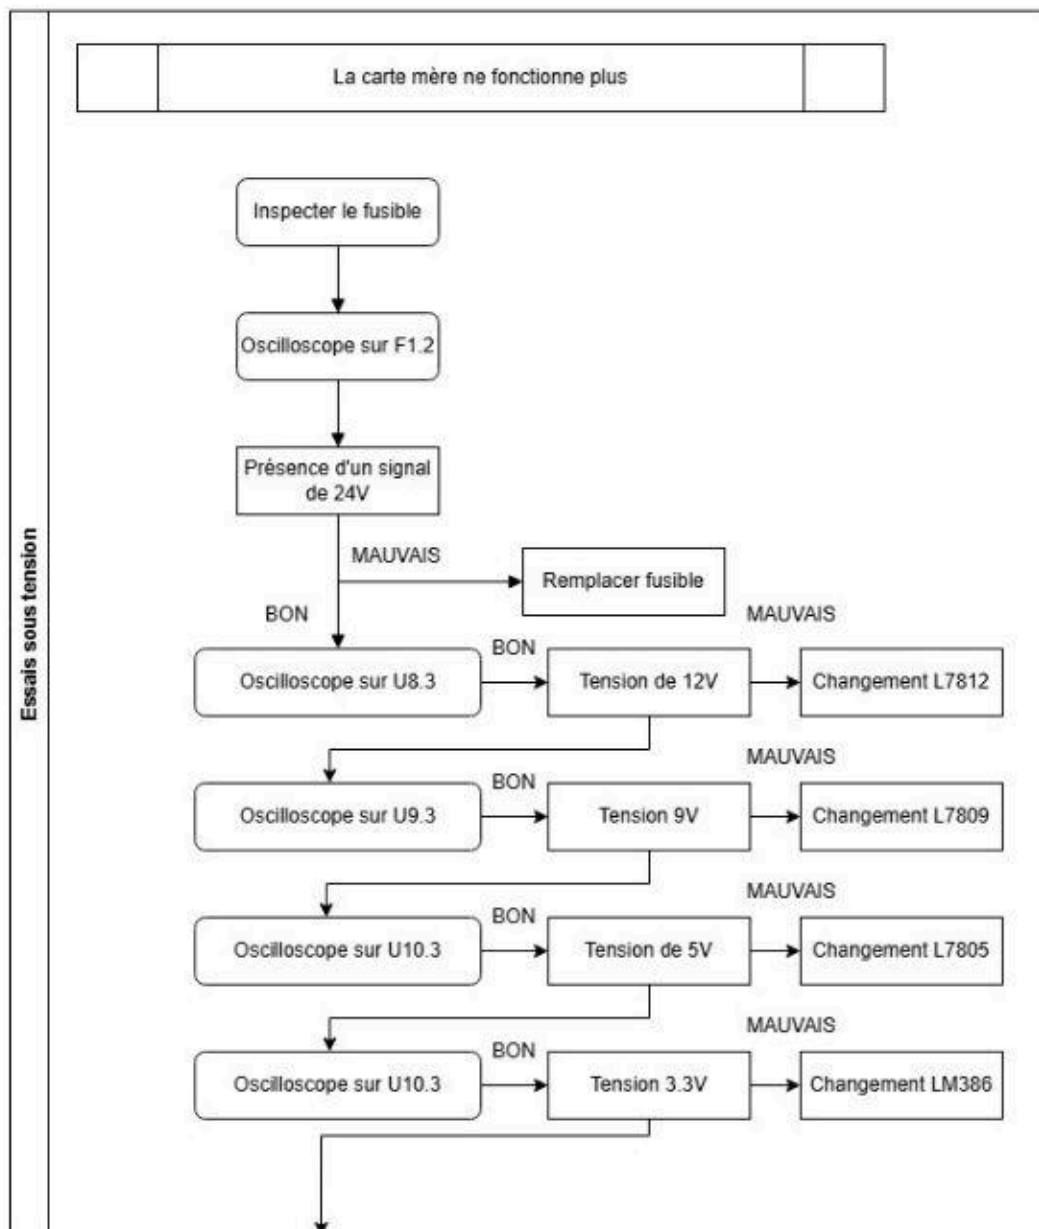 La carte mère ne fonctionne plus
Inspecter le fusible
Oscilloscope sur F1.2
Présence d'un signal
de 24V
MAUVAIS
Remplacer fusible
BON
Essais sous tension
Oscilloscope sur U8.3
BON
Tension de 12V
MAUVAIS
Changement L7812
Oscilloscope sur U9.3
BON
Tension 9V
MAUVAIS
Changement L7809
Oscilloscope sur U10.3
BON
Tension de 5V
MAUVAIS
Changement L7805
Oscilloscope sur U10.3
BON
Tension 3.3V
MAUVAIS
Changement LM386